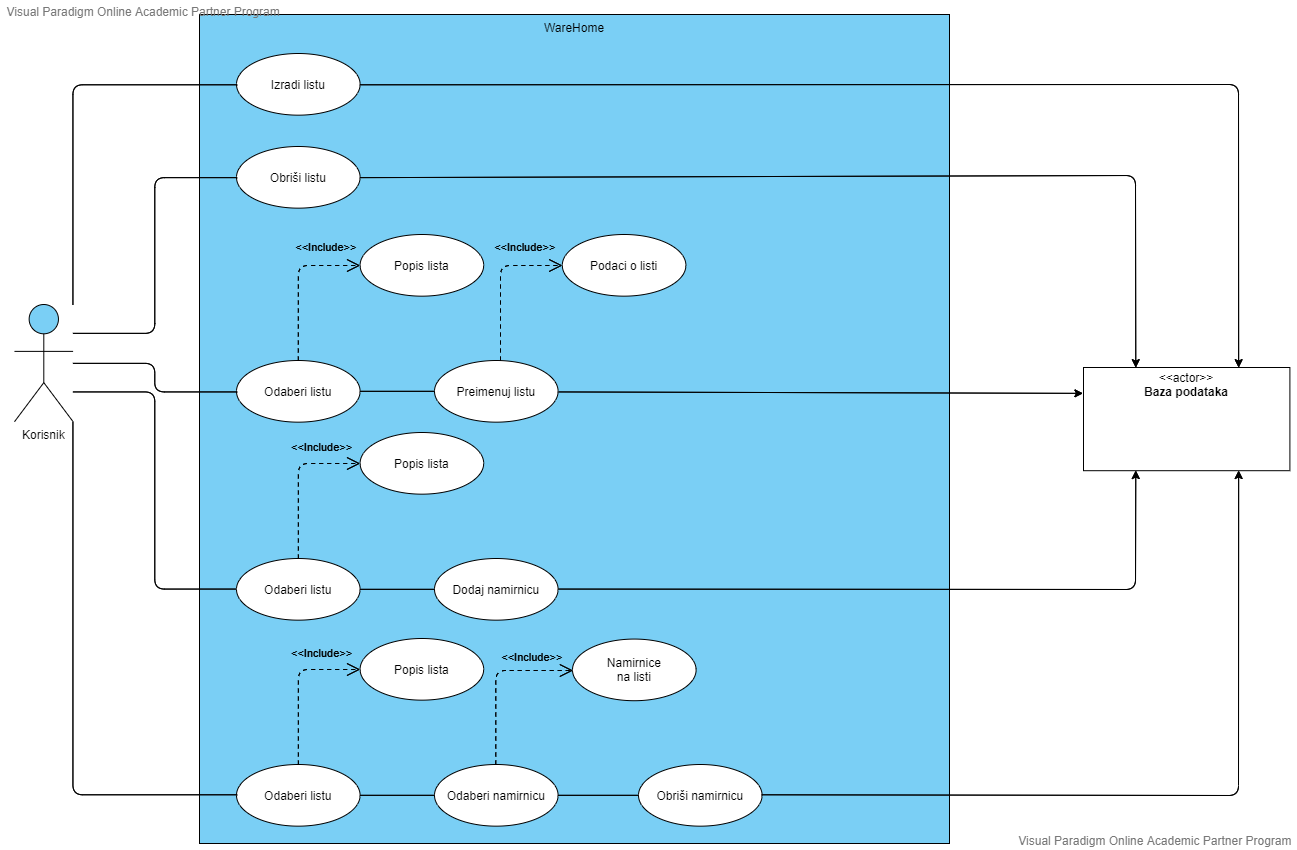 Visual Paradigm Online Academic Partner Program
WareHome
Izradi listu
Obriši listu
<<Include>>
Popis lista
<<Include>>
Podaci o listi
Korisnik
Odaberi listu
Preimenuj listu
<<actor>>
Baza podataka
<<Include>>
Popis lista
Odaberi listu
Dodaj namirnicu
<<Include>>
Popis lista
<<Include>>
Namirnice
na listi
Odaberi listu
Odaberi namirnicu
Obriši namirnicu
Visual Paradigm Online Academic Partner Program